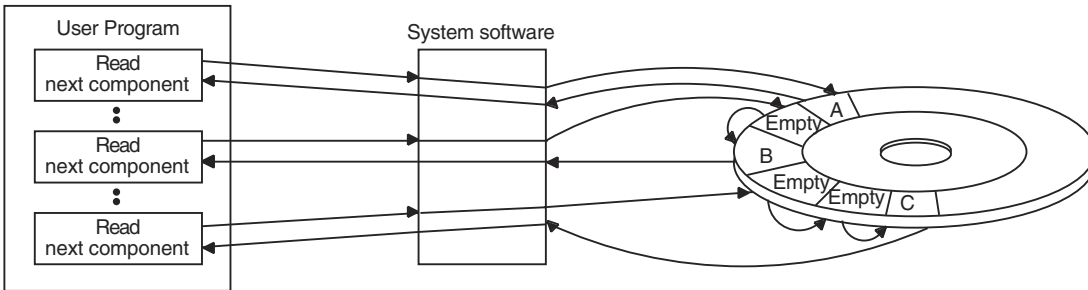 User Program
System software
Read
next component
Read
next component
Read
next component
A
Empty
B
Empty
Empty
C